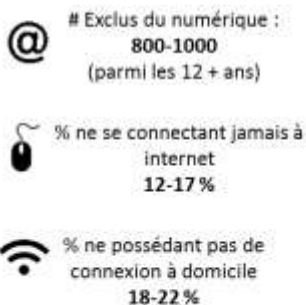 # Exclus du numérique :
800-1000
(parmi les 12 + ans)
% ne se connectant jamais à
internet
12-17 %
% ne possédant pas de
connexion à domicile
18-22 %